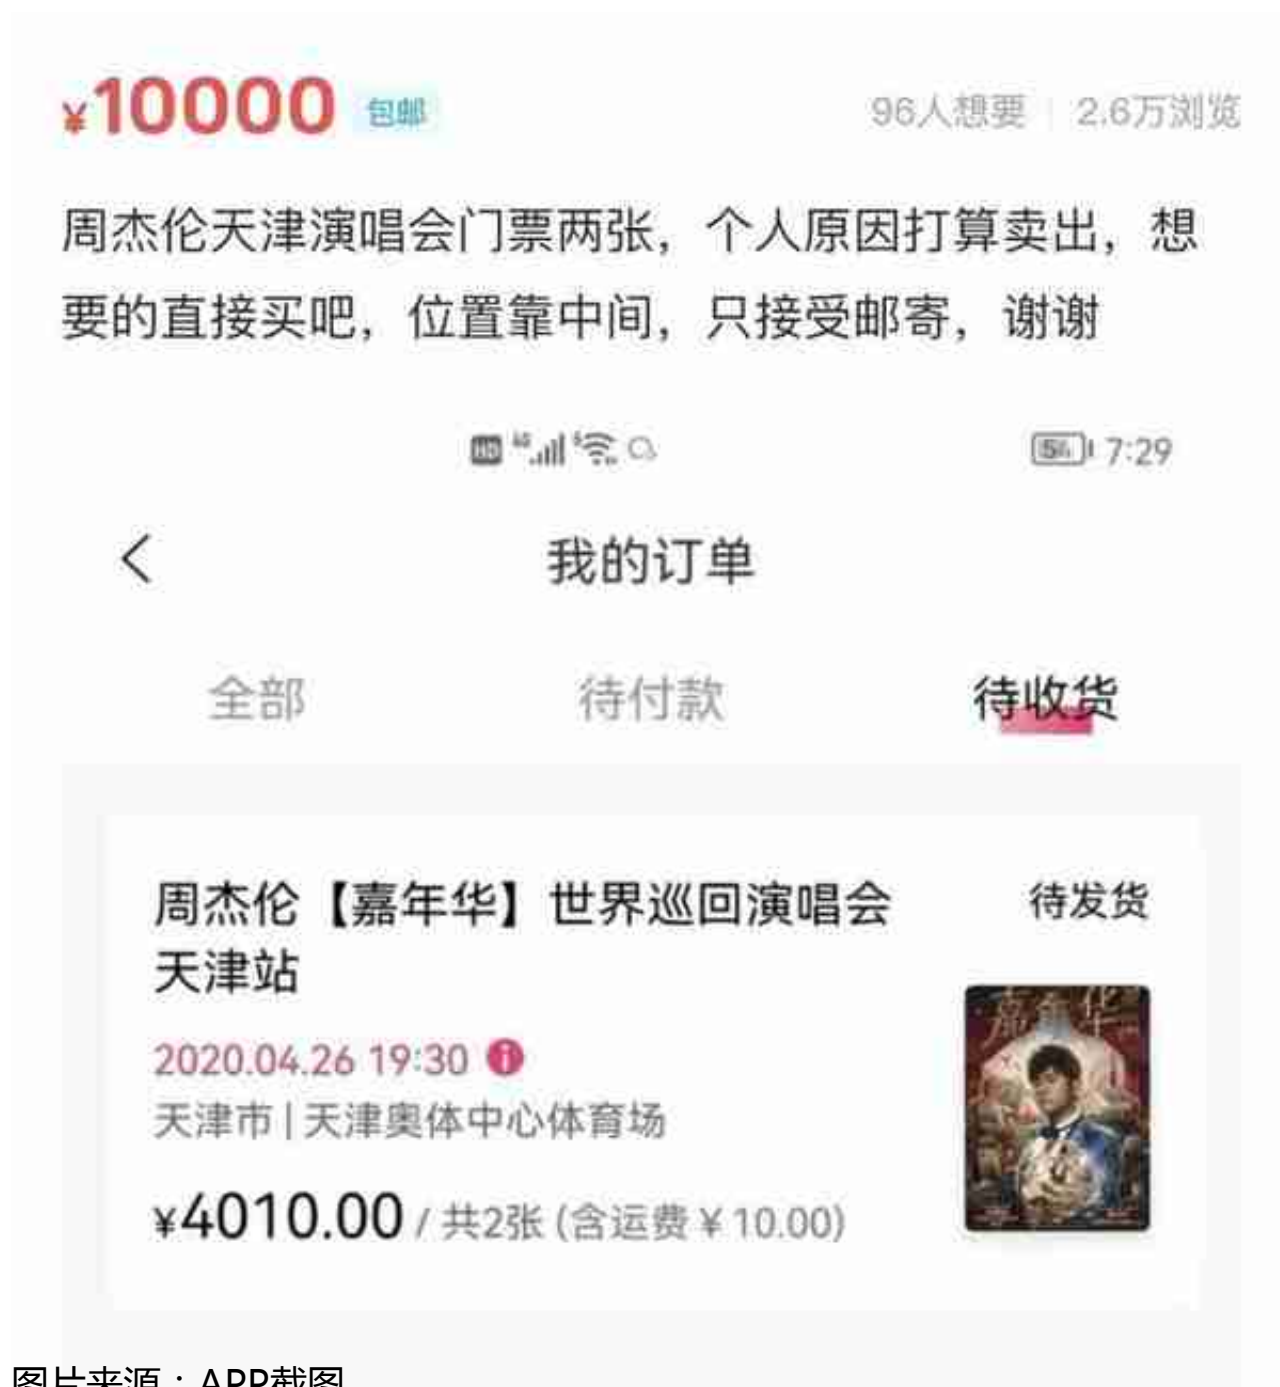 ¥10000 包邮 96人想要 2.6万浏览
周杰伦天津演唱会门票两张，个人原因打算卖出，想
要的直接买吧，位置靠中间，只接受邮寄，谢谢
HD 7:29
我的订单
全部 待付款 待收货
周杰伦【嘉年华】世界巡回演唱会 待发货
天津站
2020.04.26 19:30
天津市 | 天津奥体中心体育场
¥4010.00 / 共2张 (含运费¥10.00)
图片来源：APP截图